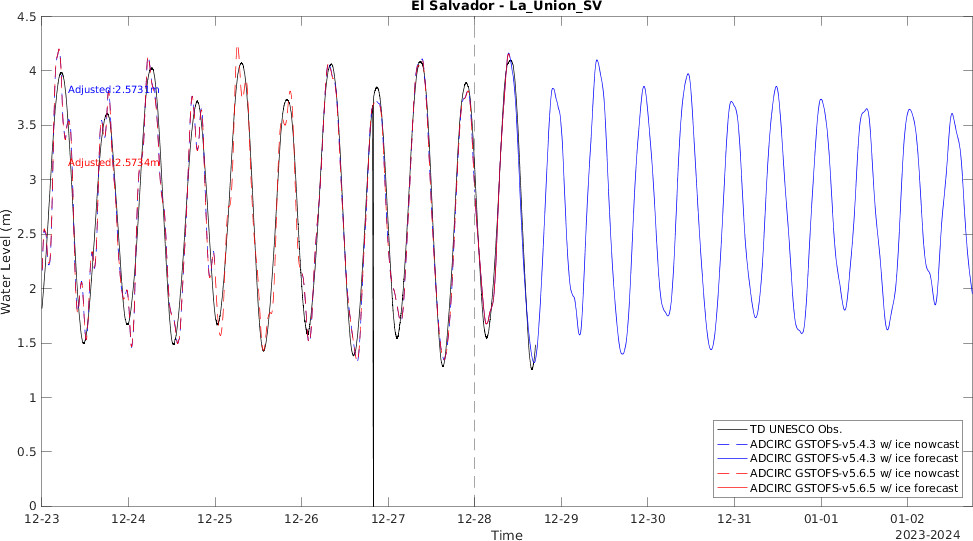 El Salvador - La_Union_SV
4.5
4
3.5
3
2.5
2
1.5
1
0.5
0
Water Level (m)
Adjusted:2.5731m
Adjusted:2.5734m
TD UNESCO Obs.
ADCIRC GSTOFS-v5.4.3 w/ ice nowcast
ADCIRC GSTOFS-v5.4.3 w/ ice forecast
ADCIRC GSTOFS-v5.6.5 w/ ice nowcast
ADCIRC GSTOFS-v5.6.5 w/ ice forecast
12-23 12-24 12-25 12-26 12-27 12-28 12-29 12-30 12-31 01-01 01-02
Time
2023-2024